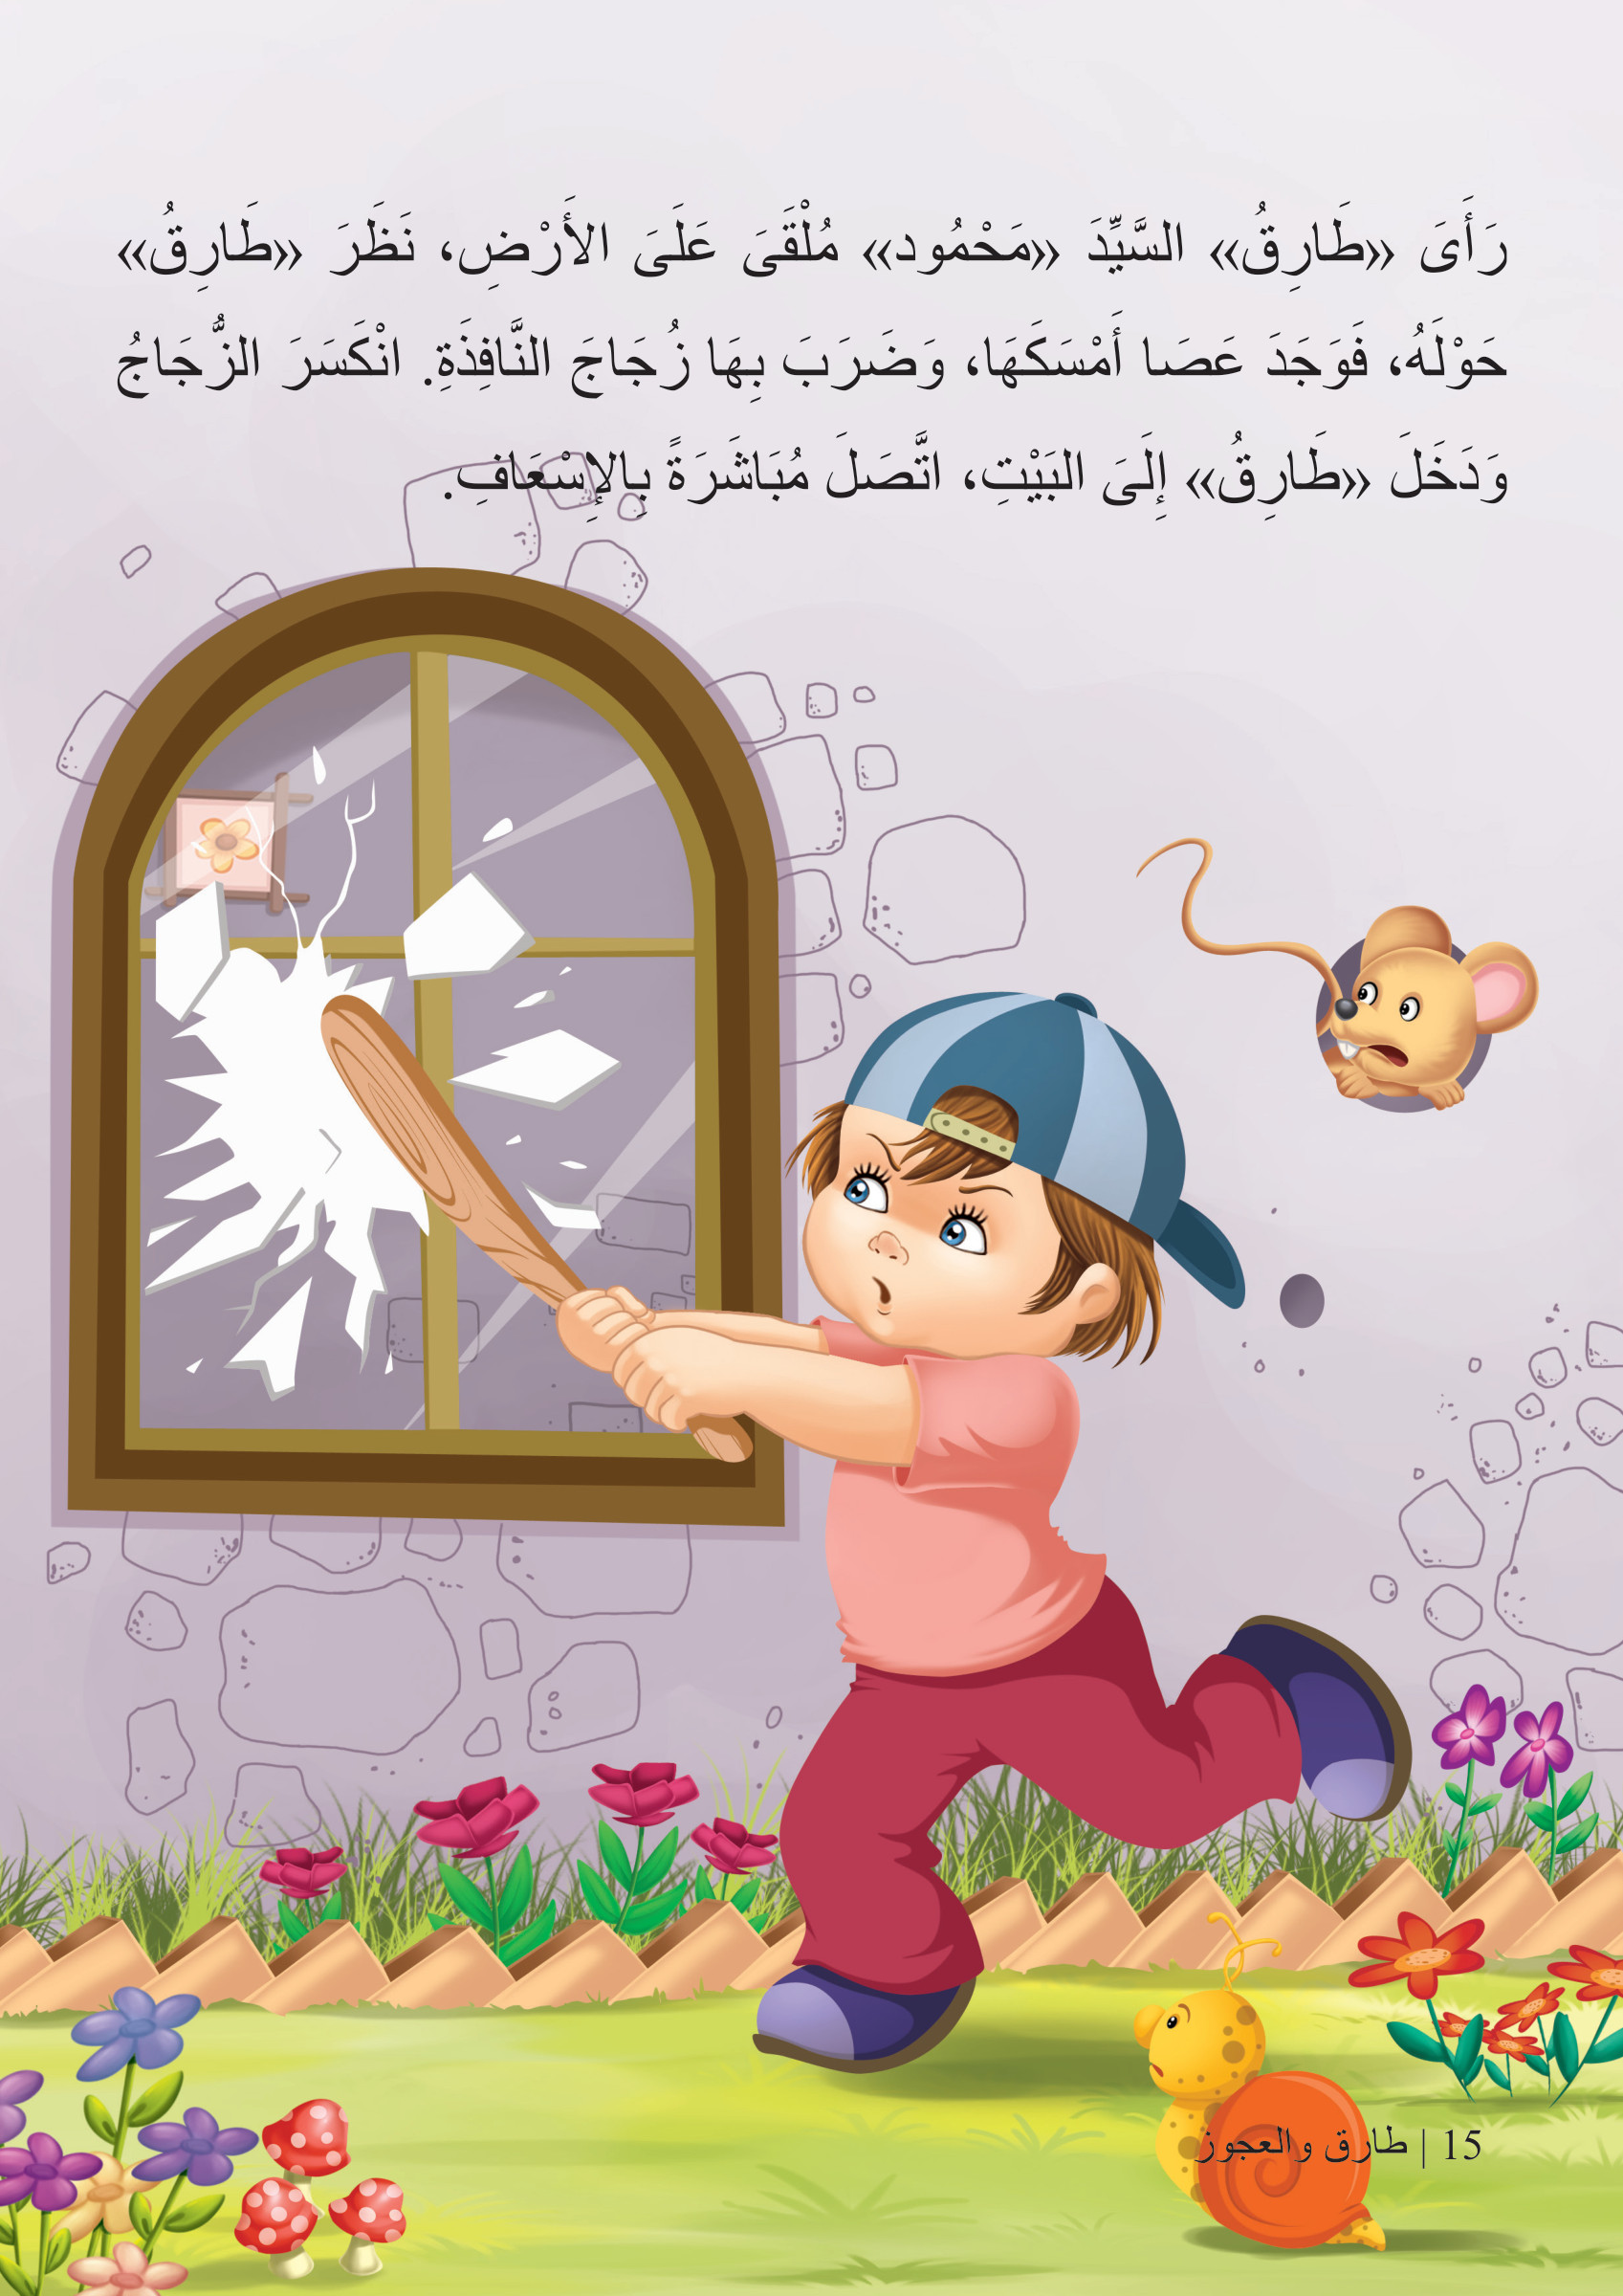 رَأَىَ «طَارِقُ» السَّيِّدَ «مَحْمُود» مُلْقَىَ عَلَىَ الأَرْضِ، نَظَرَ «طَارِقُ»
حَوْلَهُ، فَوَجَدَ عَصَا أَمْسَكَهَا، وَضَرَبَ بِهَا زُجَاجَ النَّافِذَةِ. انْكَسَرَ الزُّجَاجُ
وَدَخَلَ «طَارِقُ» إِلَىَ البَيْتِ، اتَّصَلَ مُبَاشَرَةً بِالإِسْعَافِ.
15 | طارق والعجوز